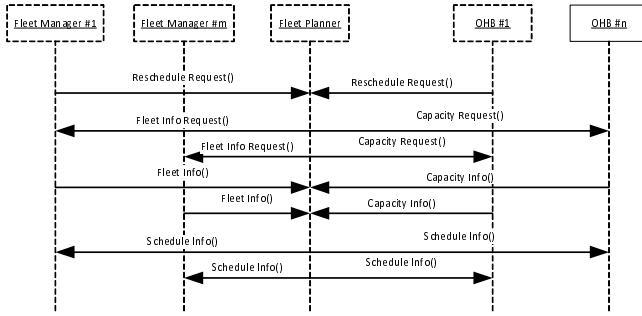 Fleet Manager #1
Fleet Manager #m
Fleet Planner
OHB #1
OHB #n
Reschedule Request()
Reschedule Request()
Fleet Info Request()
Capacity Request()
Fleet Info Request()
Capacity Request()
Fleet Info()
Capacity Info()
Fleet Info()
Capacity Info()
Schedule Info()
Schedule Info()
Schedule Info()
Schedule Info()